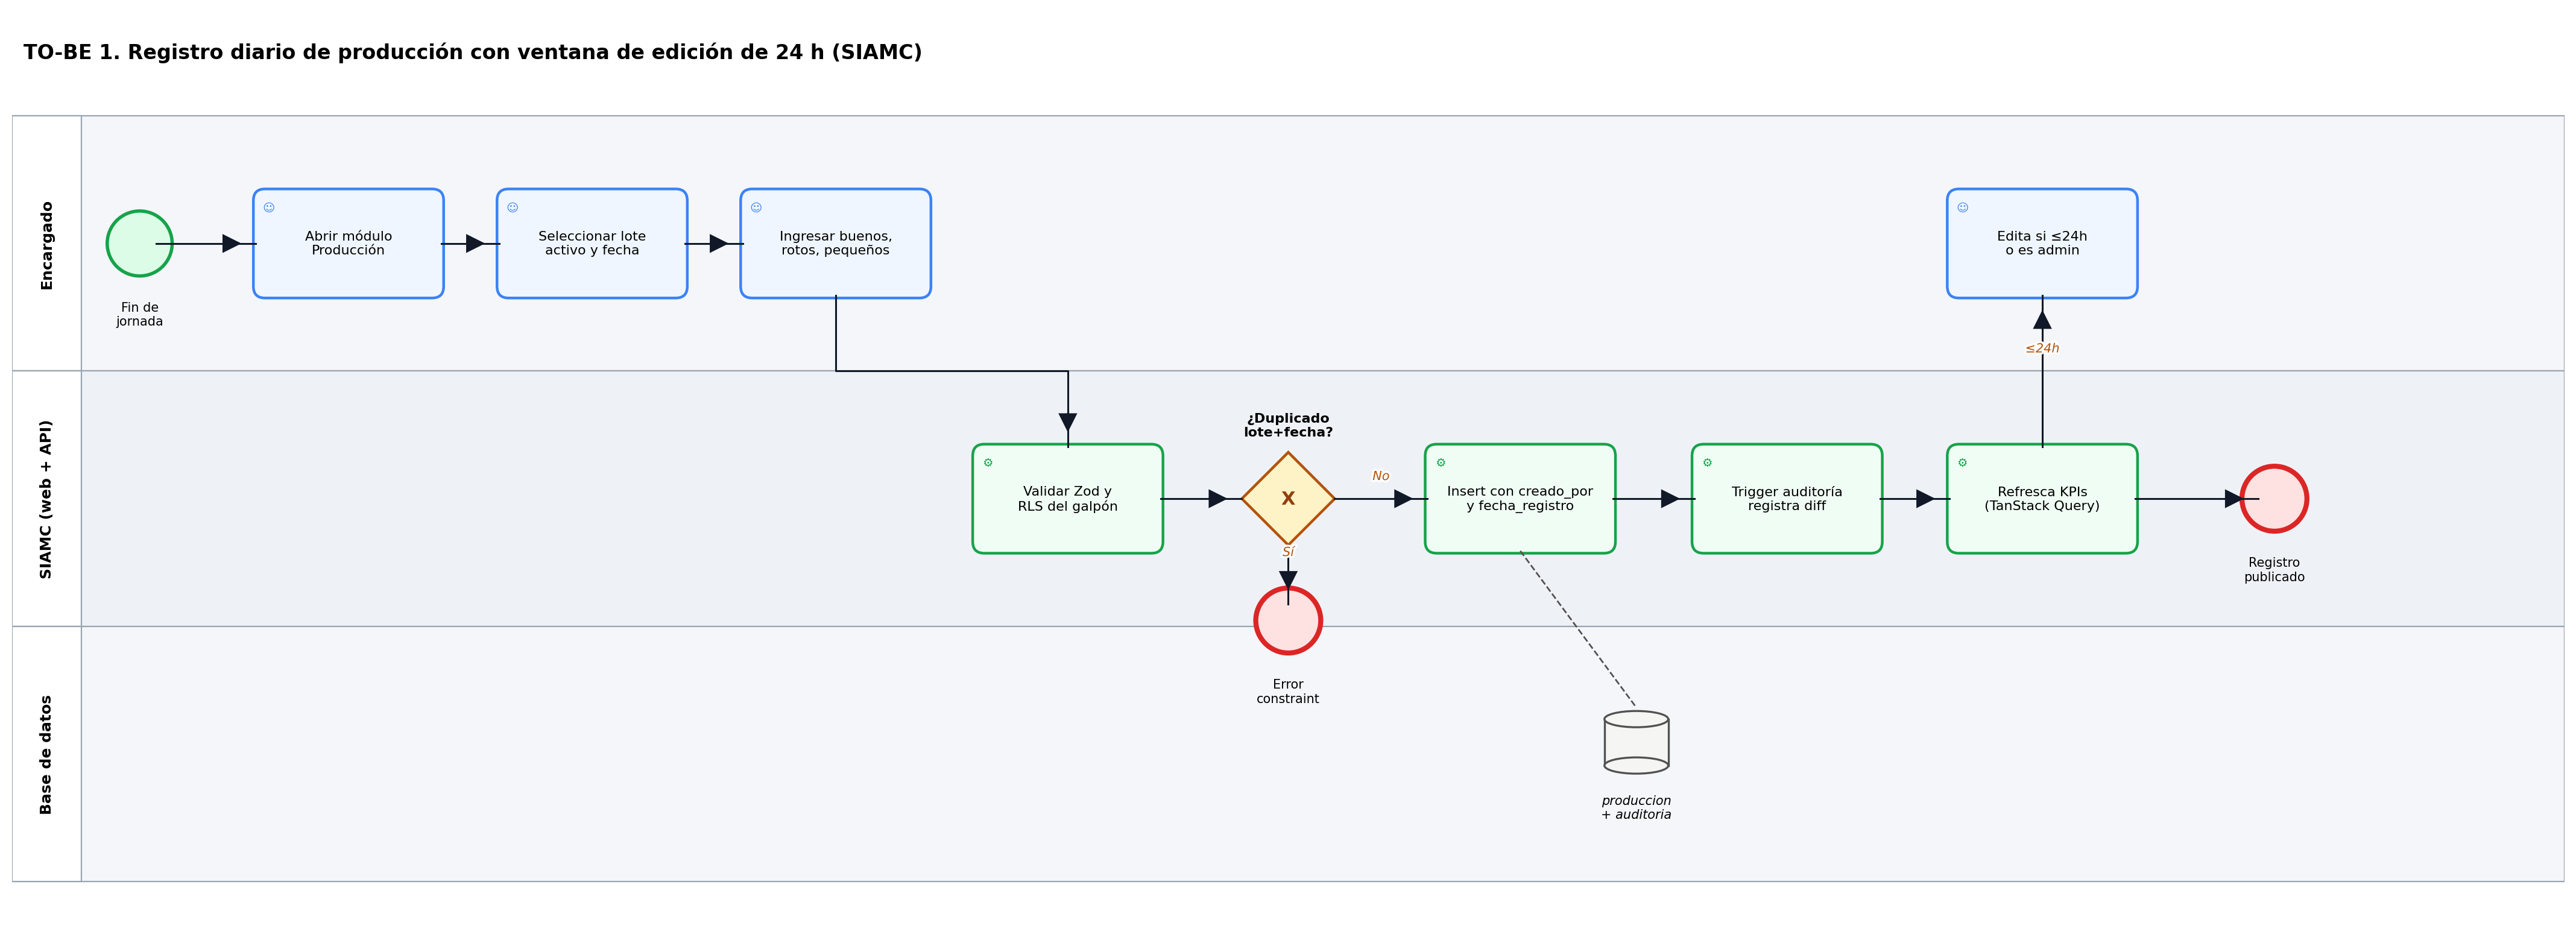 TO-BE 1. Registro diario de producción con ventana de edición de 24 h (SIAMC)
Encargado
Fin de
jornada
Abrir módulo
Producción
Seleccionar lote
activo y fecha
Ingresar buenos,
rotos, pequeños
Edita si ≤24h
o es admin
≤24h
SIAMC (web + API)
Validar Zod y
RLS del galpón
¿Duplicado
lote+fecha?
X
No
Sí
Insert con creado_por
y fecha_registro
Trigger auditoría
registra diff
Refresca KPIs
(TanStack Query)
Registro
publicado
Error
constraint
Base de datos
produccion
+ auditoria